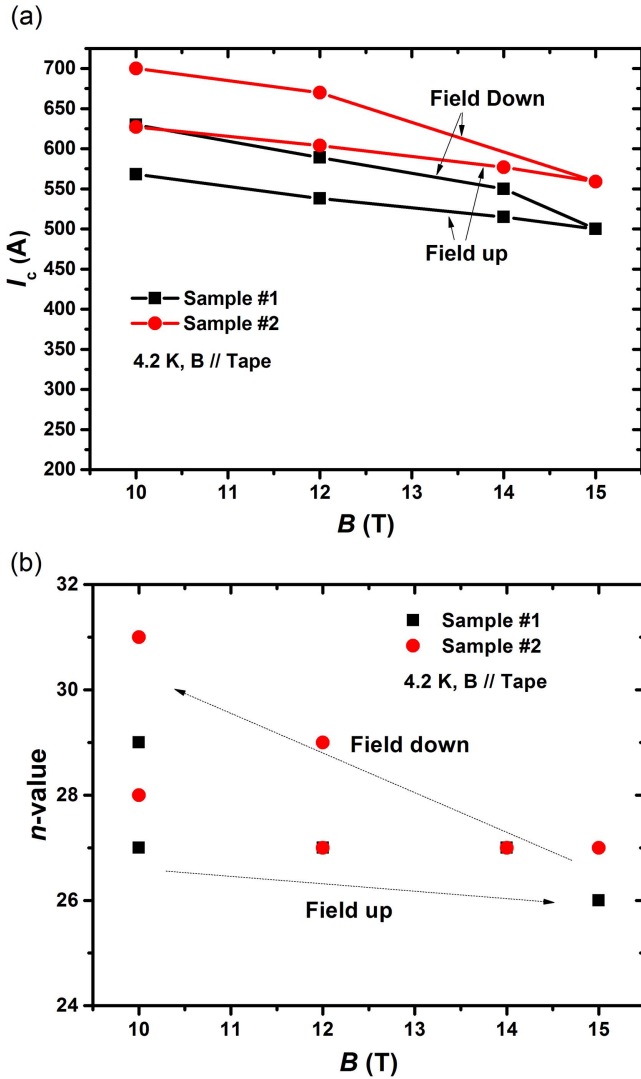 (a)
700
650
600
550
500
450
400
350
300
250
200
I_c (A)
Field Down
Field up
Sample #1
Sample #2
4.2 K, B // Tape
10 11 12 13 14 15
B (T)
(b)
32
30
28
26
24
n-value
Sample #1
Sample #2
4.2 K, B // Tape
Field down
Field up
10 11 12 13 14 15
B (T)